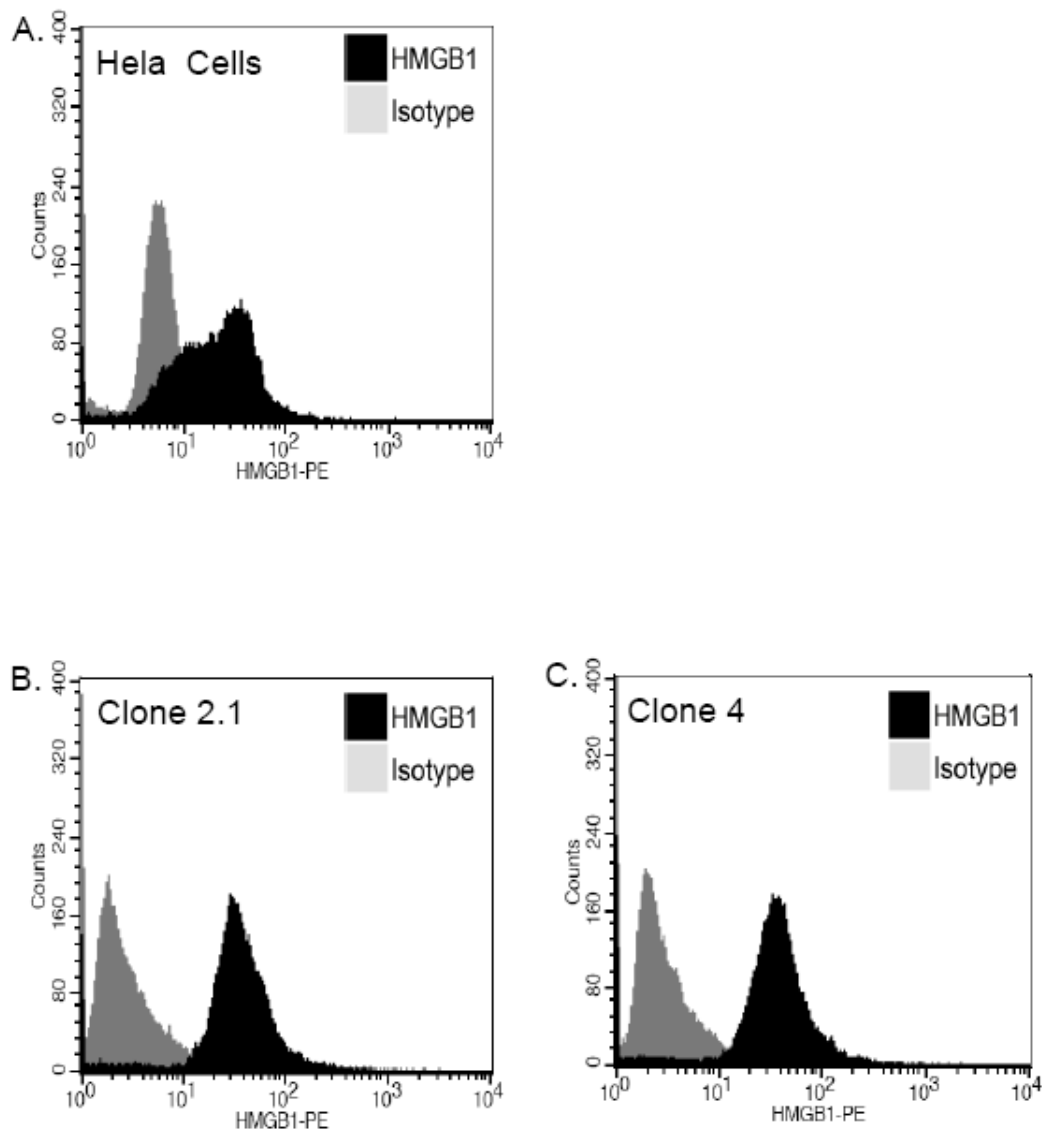 A.
Hela Cells
HMGB1
Isotype
Counts
400
320
240
160
80
0
10^0 10^1 10^2 10^3 10^4
HMGB1-PE
B.
Clone 2.1
HMGB1
Isotype
Counts
400
320
240
160
80
0
10^0 10^1 10^2 10^3 10^4
HMGB1-PE
C.
Clone 4
HMGB1
Isotype
Counts
400
320
240
160
80
0
10^0 10^1 10^2 10^3 10^4
HMGB1-PE